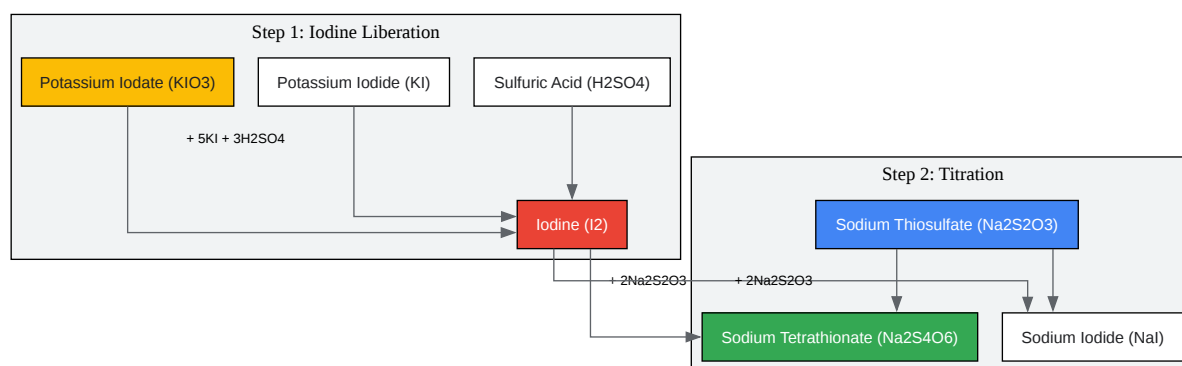 Step 1: Iodine Liberation
Potassium Iodate (KIO3)
Potassium Iodide (KI)
Sulfuric Acid (H2SO4)
+ 5KI + 3H2SO4
Iodine (I2)
Step 2: Titration
Sodium Thiosulfate (Na2S2O3)
+ 2Na2S2O3
+ 2Na2S2O3
Sodium Tetrathionate (Na2S4O6)
Sodium Iodide (NaI)